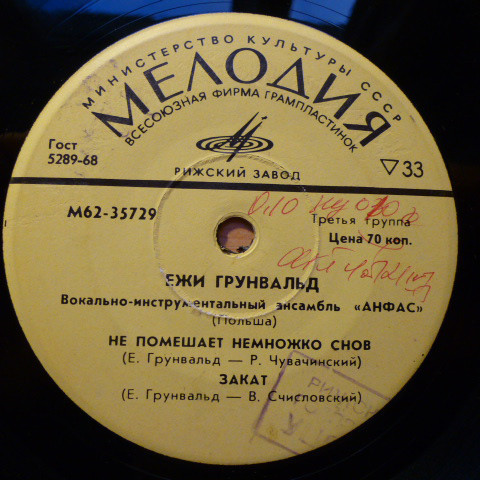 МИНИСТЕРСТВО КУЛЬТУРЫ СССР
МЕЛОДИЯ
ВСЕСОЮЗНАЯ ФИРМА ГРАМПЛАСТИНОК
Гост
5289-68
РИЖСКИЙ ЗАВОД
▽33
М62-35729
Третья группа
Цена 70 коп.
ЕЖИ ГРУНВАЛЬД
Вокально-инструментальный ансамбль «АНФАС»
(Польша)
НЕ ПОМЕШАЕТ НЕМНОЖКО СНОВ
(Е. Грунвальд — Р. Чувачинский)
ЗАКАТ
(Е. Грунвальд — В. Счисловский)